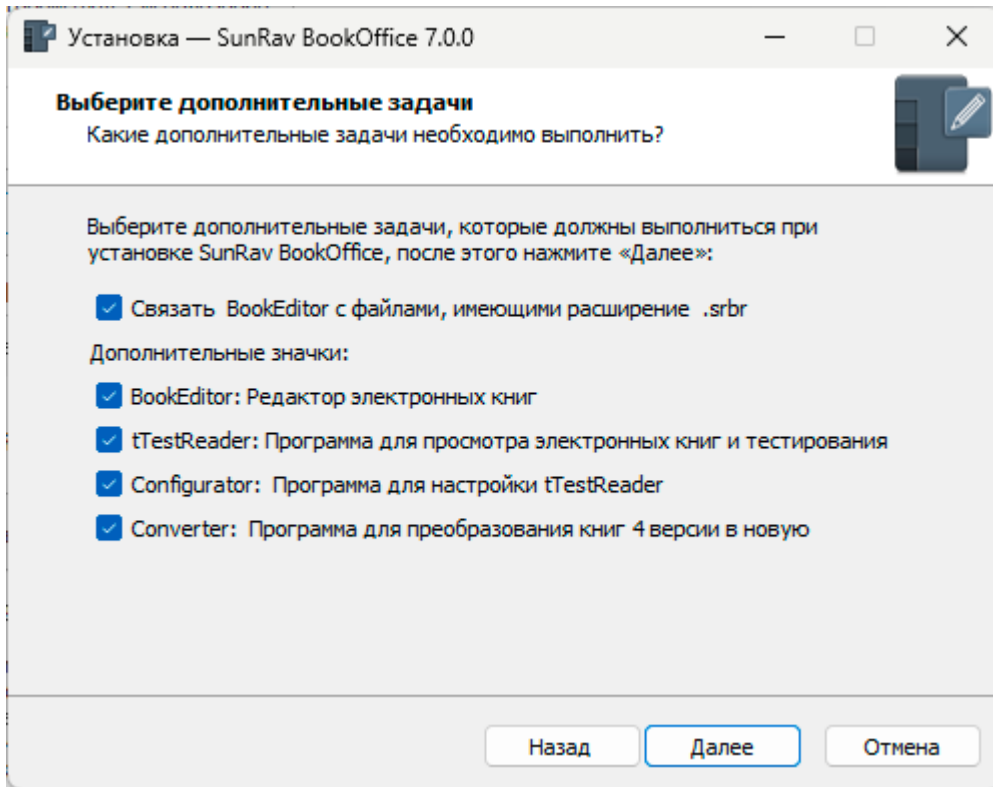 Установка — SunRav BookOffice 7.0.0
Выберите дополнительные задачи
Какие дополнительные задачи необходимо выполнить?
Выберите дополнительные задачи, которые должны выполниться при
установке SunRav BookOffice, после этого нажмите «Далее»:
Связать BookEditor с файлами, имеющими расширение .srbr
Дополнительные значки:
BookEditor: Редактор электронных книг
tTestReader: Программа для просмотра электронных книг и тестирования
Configurator: Программа для настройки tTestReader
Converter: Программа для преобразования книг 4 версии в новую
Назад Далее Отмена